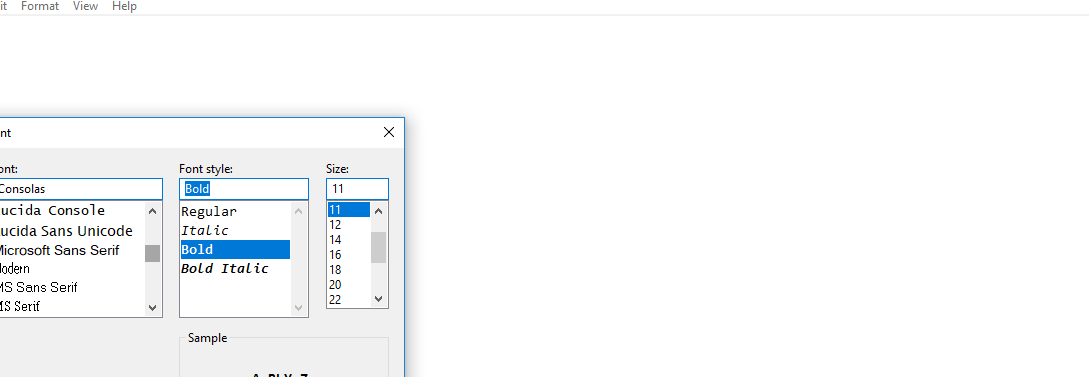 it Format View Help
nt
ont: Font style: Size:
Consolas Bold 11
ucida Console Regular 11
ucida Sans Unicode Italic 12
Microsoft Sans Serif Bold 14
Modern Bold Italic 16
MS Sans Serif 18
MS Serif 20
22
Sample